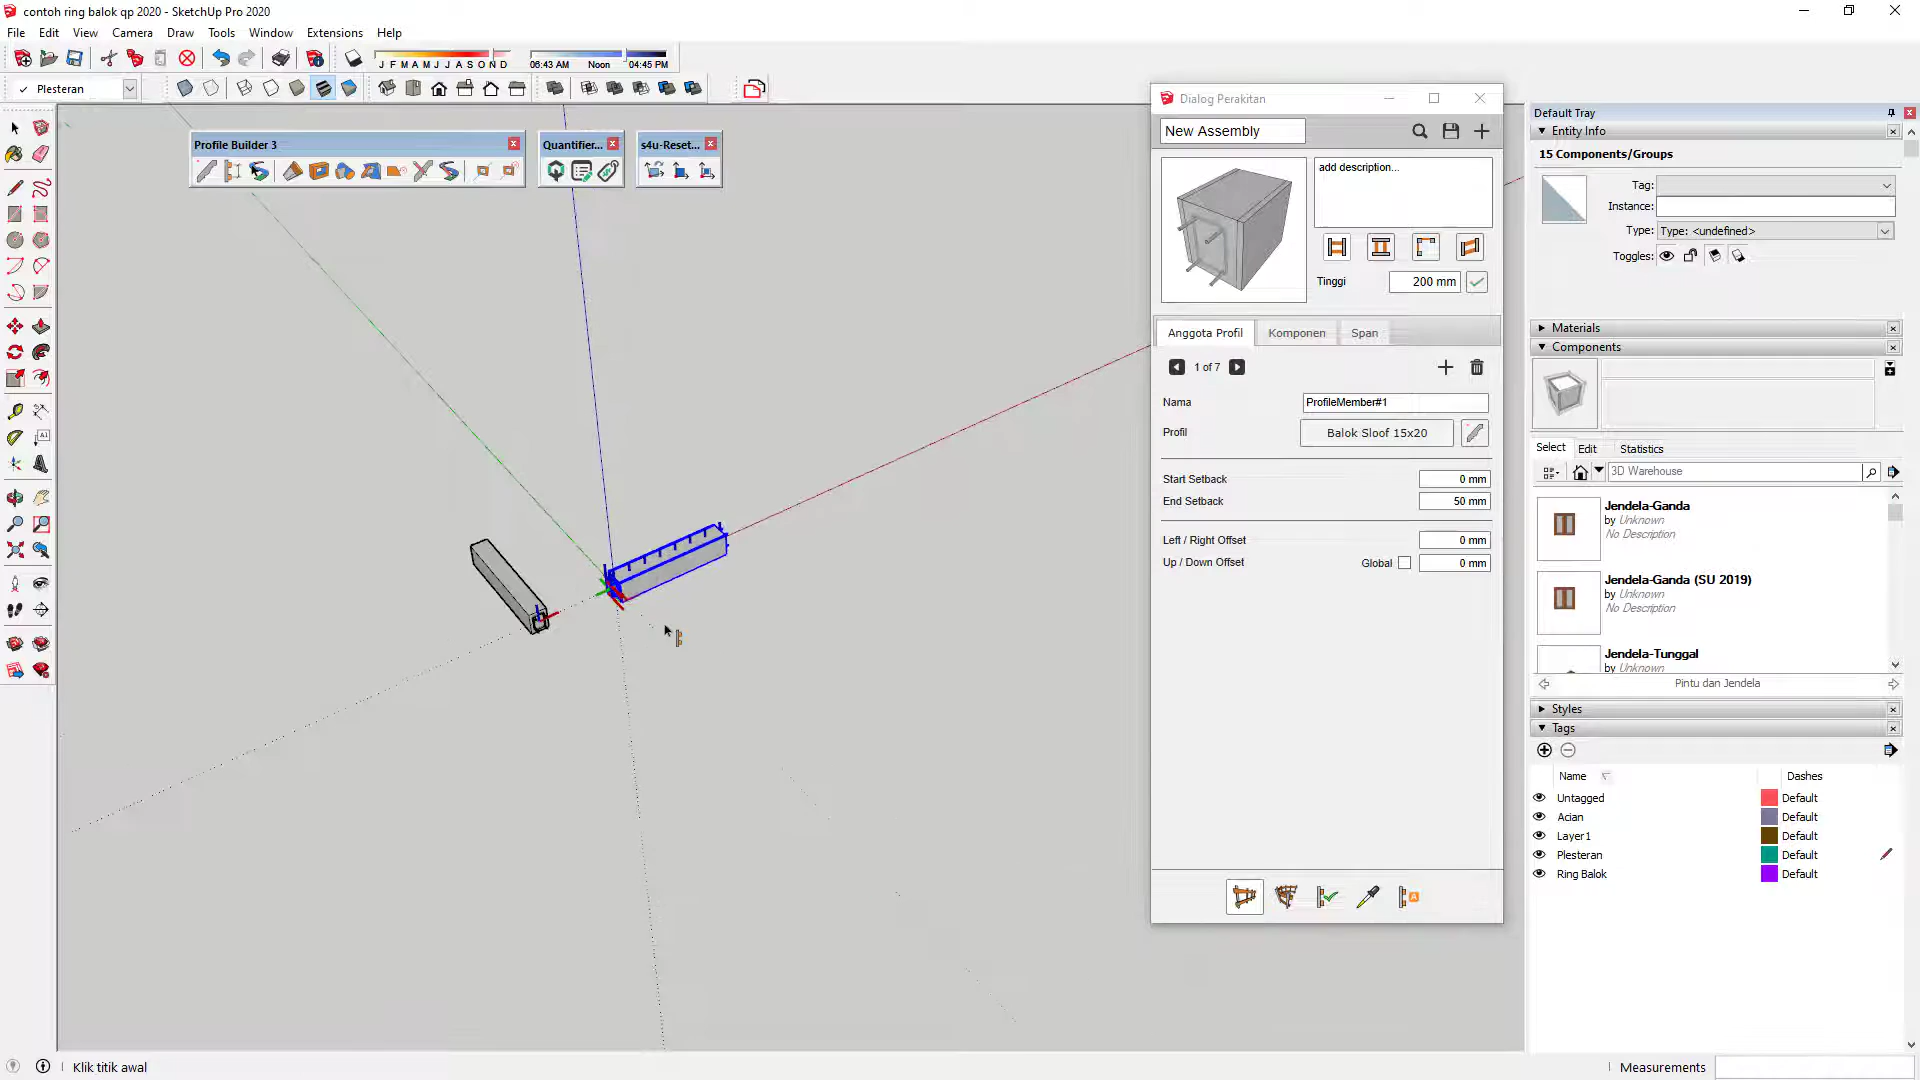 contoh ring balok qp 2020 - SketchUp Pro 2020
File Edit View Camera Draw Tools Window Extensions Help
J F M A M J J A S O N D
06:43 AM Noon 04:45 PM
✓ Plesteran
Profile Builder 3
Quantifier...
s4u-Reset...
Dialog Perakitan
New Assembly
add description...
Tinggi 200 mm
Anggota Profil Komponen Span
1 of 7
Nama ProfileMember#1
Profil Balok Sloof 15x20
Start Setback 0 mm
End Setback 50 mm
Left / Right Offset 0 mm
Up / Down Offset Global 0 mm
Default Tray
Entity Info
15 Components/Groups
Tag:
Instance:
Type: Type: <undefined>
Toggles:
Materials
Components
Select Edit Statistics
3D Warehouse
Jendela-Ganda
by Unknown
No Description
Jendela-Ganda (SU 2019)
by Unknown
No Description
Jendela-Tunggal
by Unknown
Pintu dan Jendela
Styles
Tags
Name Dashes
Untagged Default
Acian Default
Layer1 Default
Plesteran Default
Ring Balok Default
Klik titik awal
Measurements